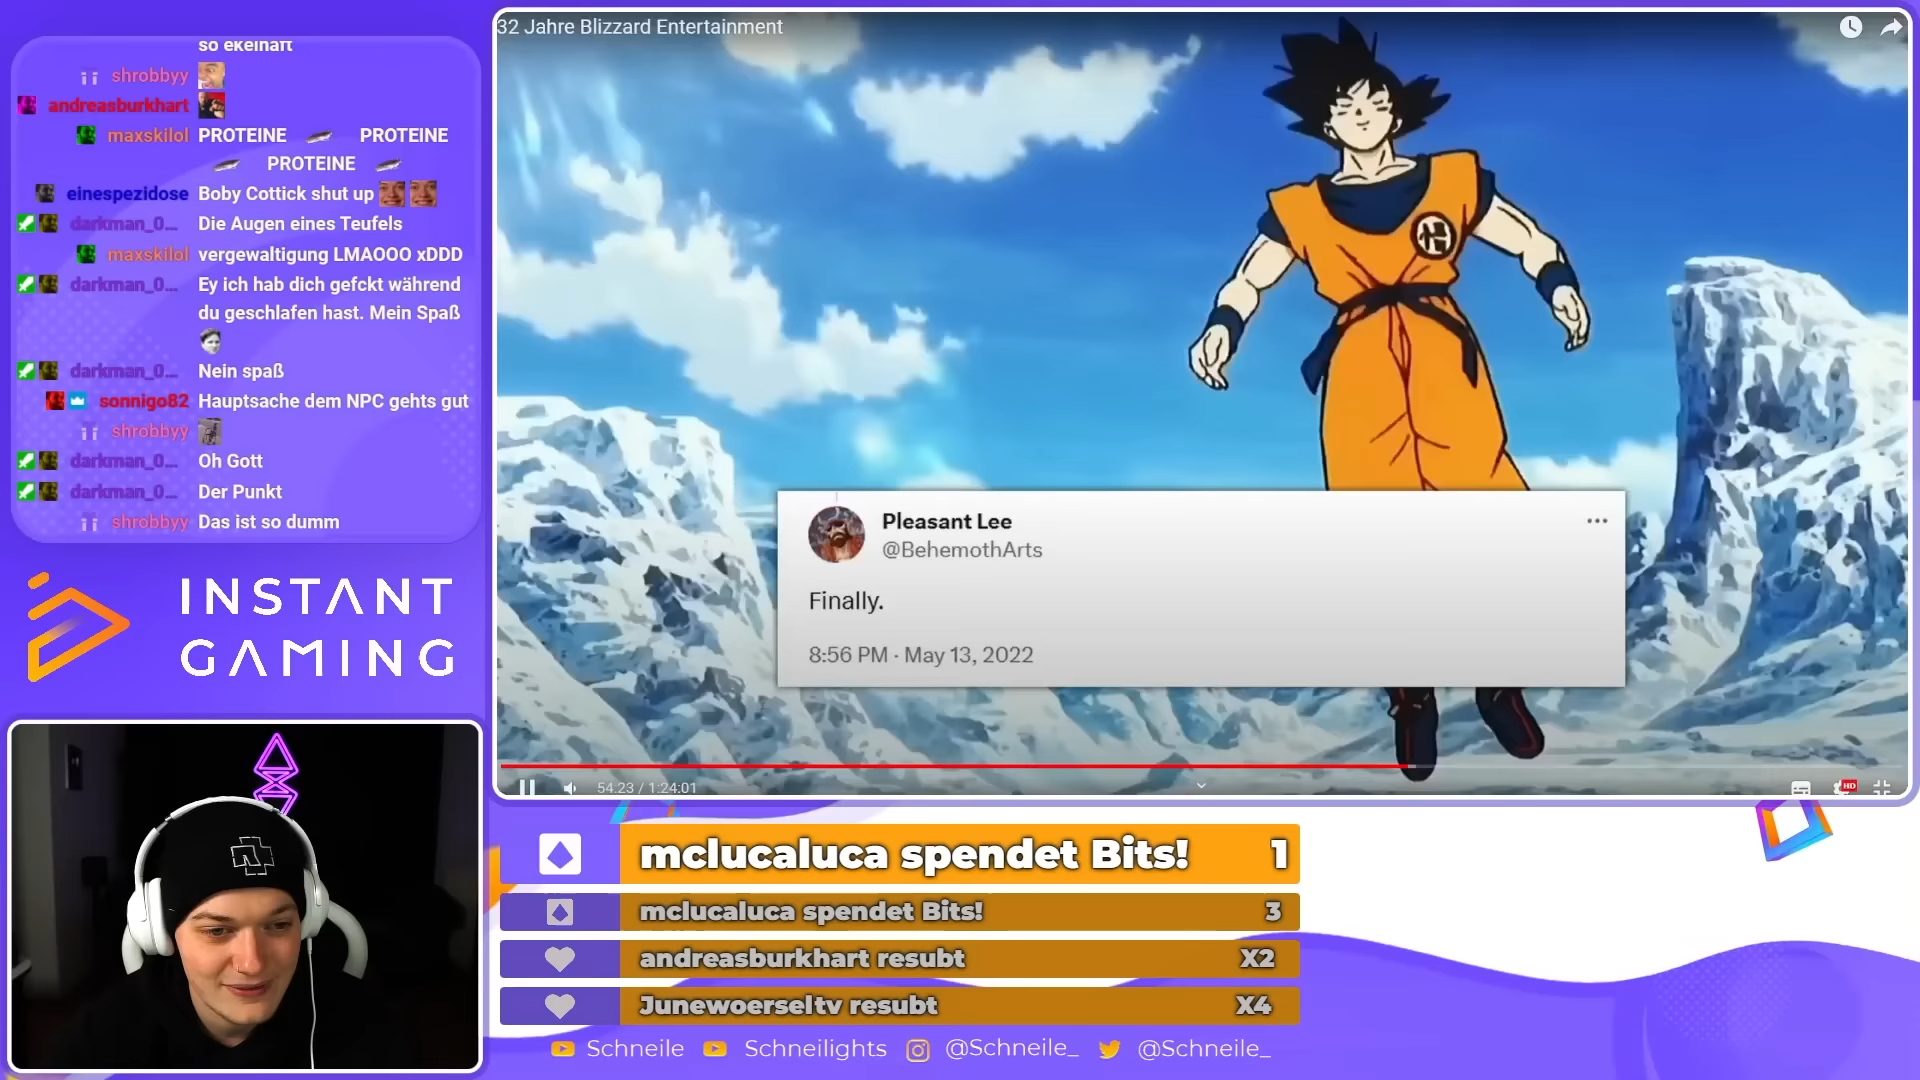 so ekelhaft
shrobbyy
andreasburkhart
maxskilol PROTEINE PROTEINE
PROTEINE
einespezidose Boby Cottick shut up
darkman_0... Die Augen eines Teufels
maxskilol vergewaltigung LMAOOO xDDD
darkman_0... Ey ich hab dich gefckt während
du geschlafen hast. Mein Spaß
darkman_0... Nein spaß
sonnigo82 Hauptsache dem NPC gehts gut
shrobbyy
darkman_0... Oh Gott
darkman_0... Der Punkt
shrobbyy Das ist so dumm
INSTANT
GAMING
32 Jahre Blizzard Entertainment
Pleasant Lee
@BehemothArts
Finally.
8:56 PM · May 13, 2022
54:23 / 1:24:01
HD
mclucaluca spendet Bits! 1
mclucaluca spendet Bits! 3
andreasburkhart resubt X2
Junewoerseltv resubt X4
Schneile Schneilights @Schneile_ @Schneile_